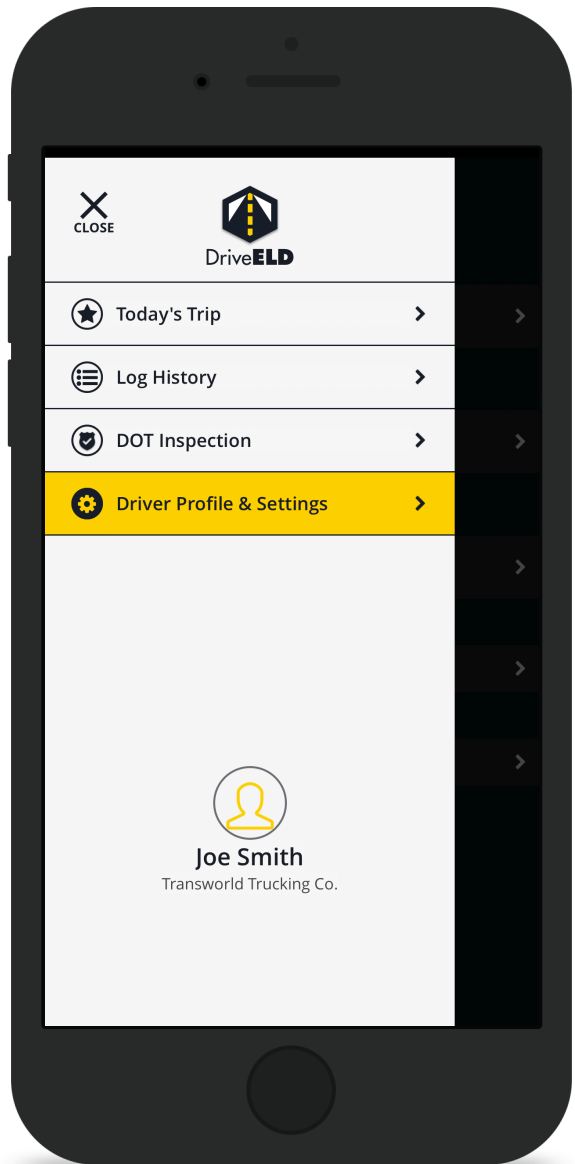 CLOSE
DriveELD
Today's Trip
Log History
DOT Inspection
Driver Profile & Settings
Joe Smith
Transworld Trucking Co.